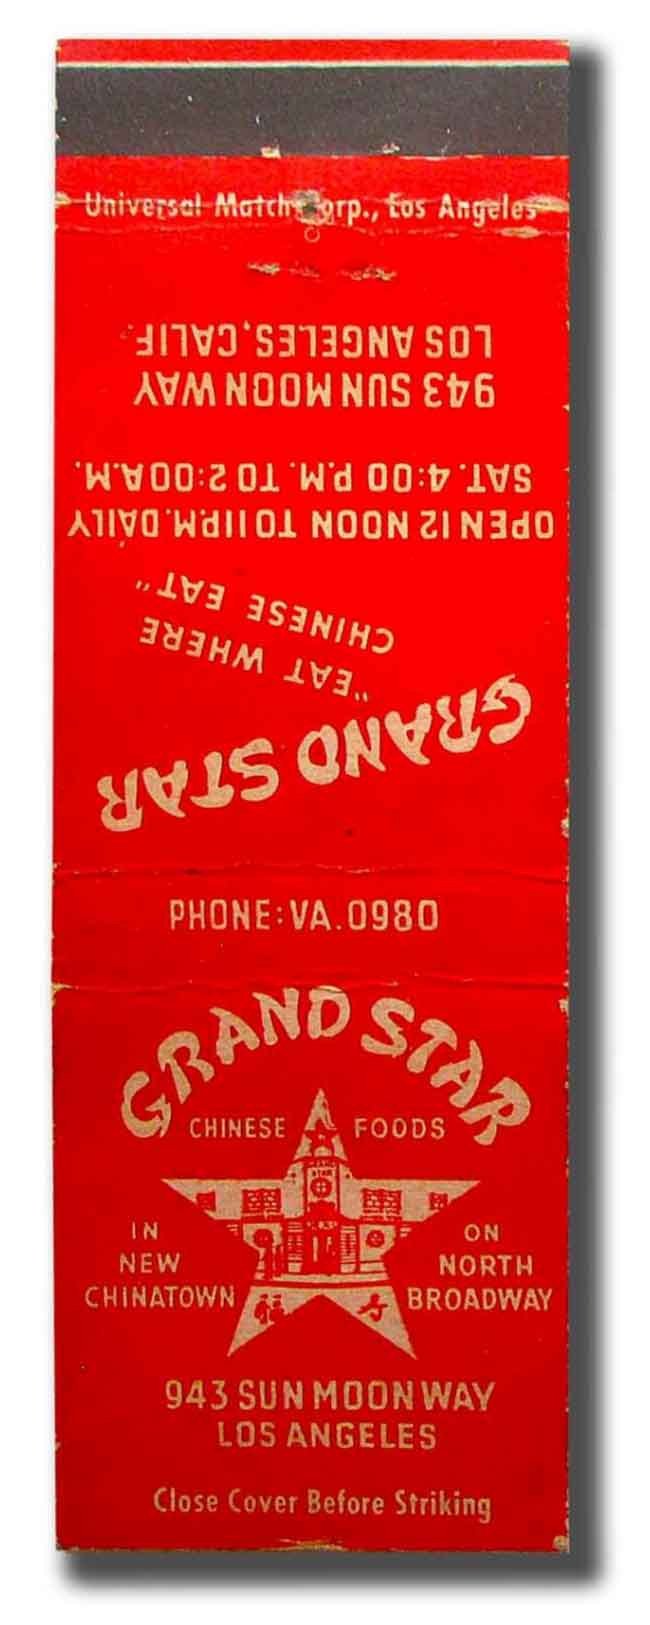 Universal Match Corp., Los Angeles
GRAND STAR
"EAT WHERE
CHINESE EAT"
OPEN 12 NOON TO 11 P.M. DAILY
SAT. 4:00 P.M. TO 2:00 A.M.
943 SUN MOON WAY
LOS ANGELES, CALIF.
PHONE: VA. 0980
GRAND STAR
CHINESE FOODS
IN
NEW
CHINATOWN
ON
NORTH
BROADWAY
943 SUN MOON WAY
LOS ANGELES
Close Cover Before Striking